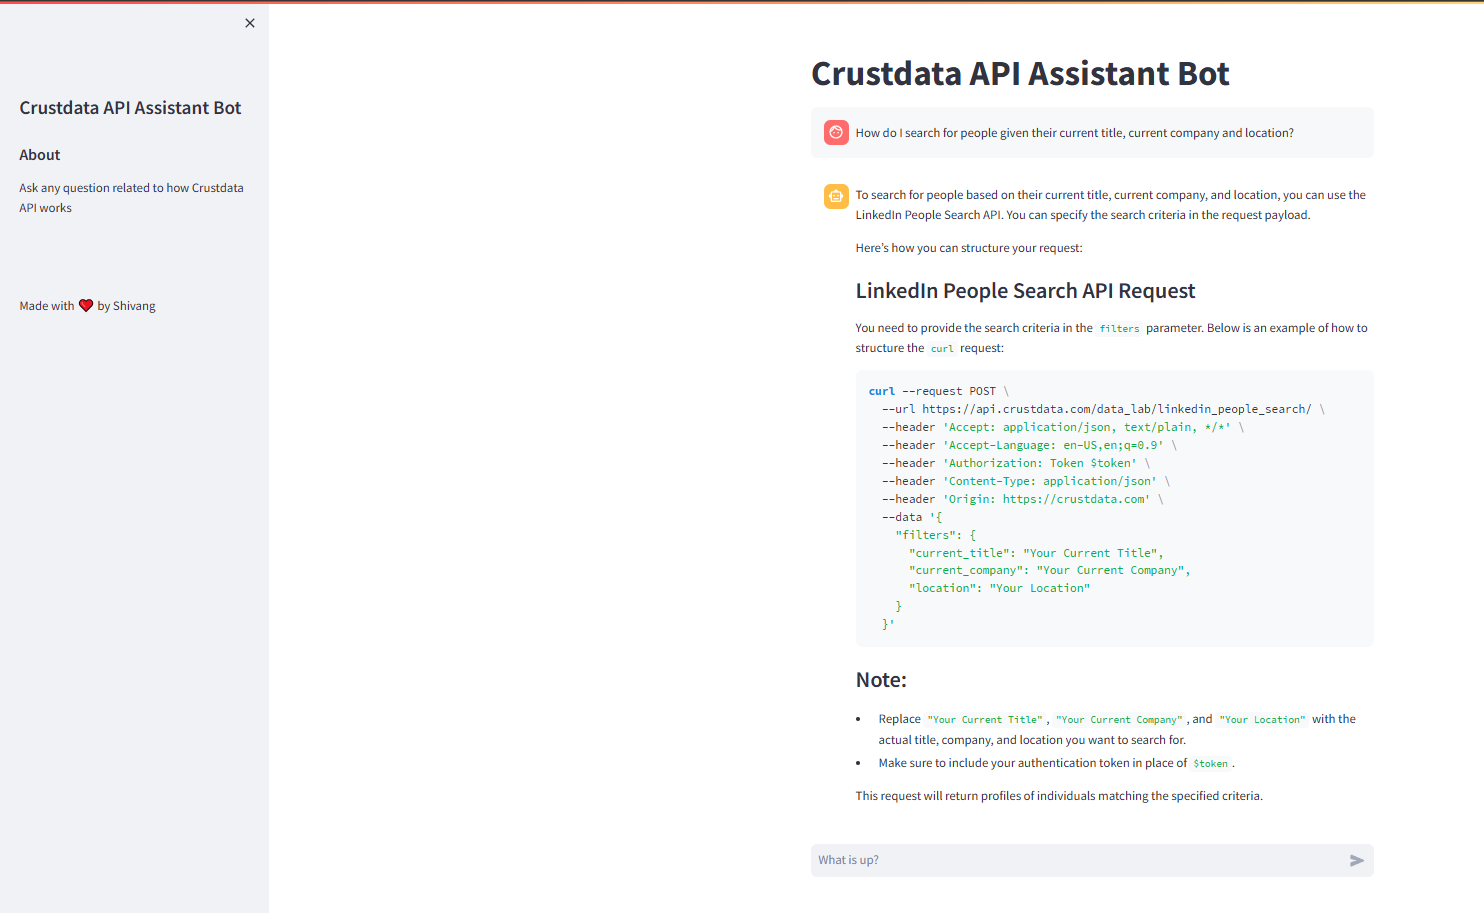 Crustdata API Assistant Bot
About
Ask any question related to how Crustdata
API works
Made with ❤️ by Shivang
Crustdata API Assistant Bot
How do I search for people given their current title, current company and location?
To search for people based on their current title, current company, and location, you can use the
LinkedIn People Search API. You can specify the search criteria in the request payload.
Here's how you can structure your request:
LinkedIn People Search API Request
You need to provide the search criteria in the filters parameter. Below is an example of how to
structure the curl request:
curl --request POST \
  --url https://api.crustdata.com/data_lab/linkedin_people_search/ \
  --header 'Accept: application/json, text/plain, */*' \
  --header 'Accept-Language: en-US,en;q=0.9' \
  --header 'Authorization: Token $token' \
  --header 'Content-Type: application/json' \
  --header 'Origin: https://crustdata.com' \
  --data '{
    "filters": {
      "current_title": "Your Current Title",
      "current_company": "Your Current Company",
      "location": "Your Location"
    }
  }'
Note:
• Replace "Your Current Title", "Your Current Company", and "Your Location" with the
actual title, company, and location you want to search for.
• Make sure to include your authentication token in place of $token.
This request will return profiles of individuals matching the specified criteria.
What is up?